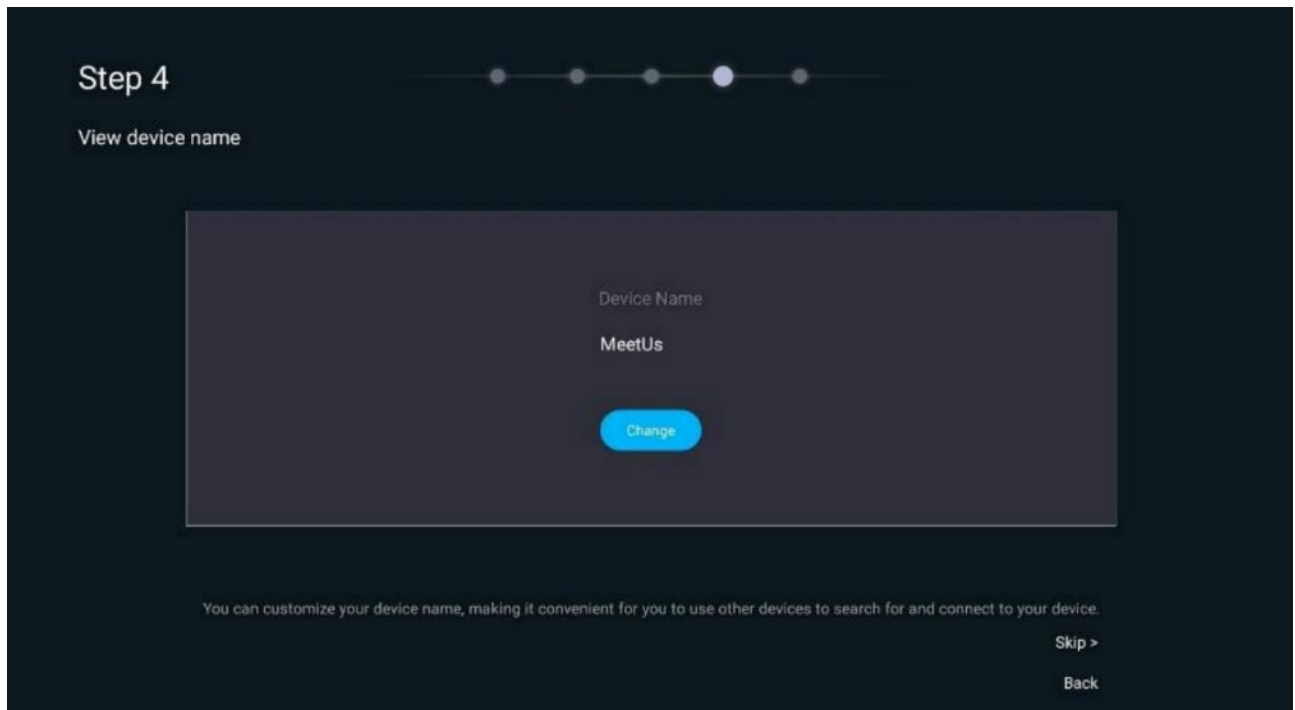 Step 4
View device name
Device Name
MeetUs
Change
You can customize your device name, making it convenient for you to use other devices to search for and connect to your device.
Skip >
Back